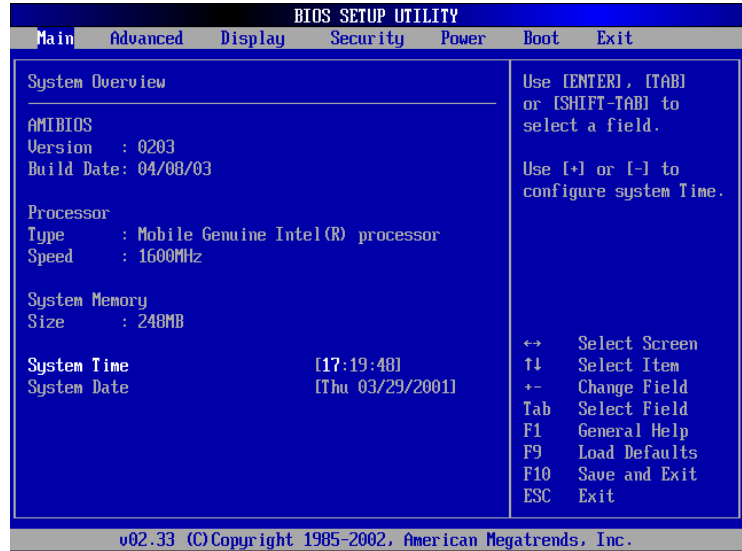 BIOS SETUP UTILITY
Main Advanced Display Security Power Boot Exit
System Overview
AMIBIOS
Version : 0203
Build Date: 04/08/03
Processor
Type : Mobile Genuine Intel(R) processor
Speed : 1600MHz
System Memory
Size : 248MB
System Time [17:19:48]
System Date [Thu 03/29/2001]
Use [ENTER], [TAB]
or [SHIFT-TAB] to
select a field.
Use [+] or [-] to
configure system Time.
↔ Select Screen
↑↓ Select Item
+- Change Field
Tab Select Field
F1 General Help
F9 Load Defaults
F10 Save and Exit
ESC Exit
v02.33 (C)Copyright 1985-2002, American Megatrends, Inc.